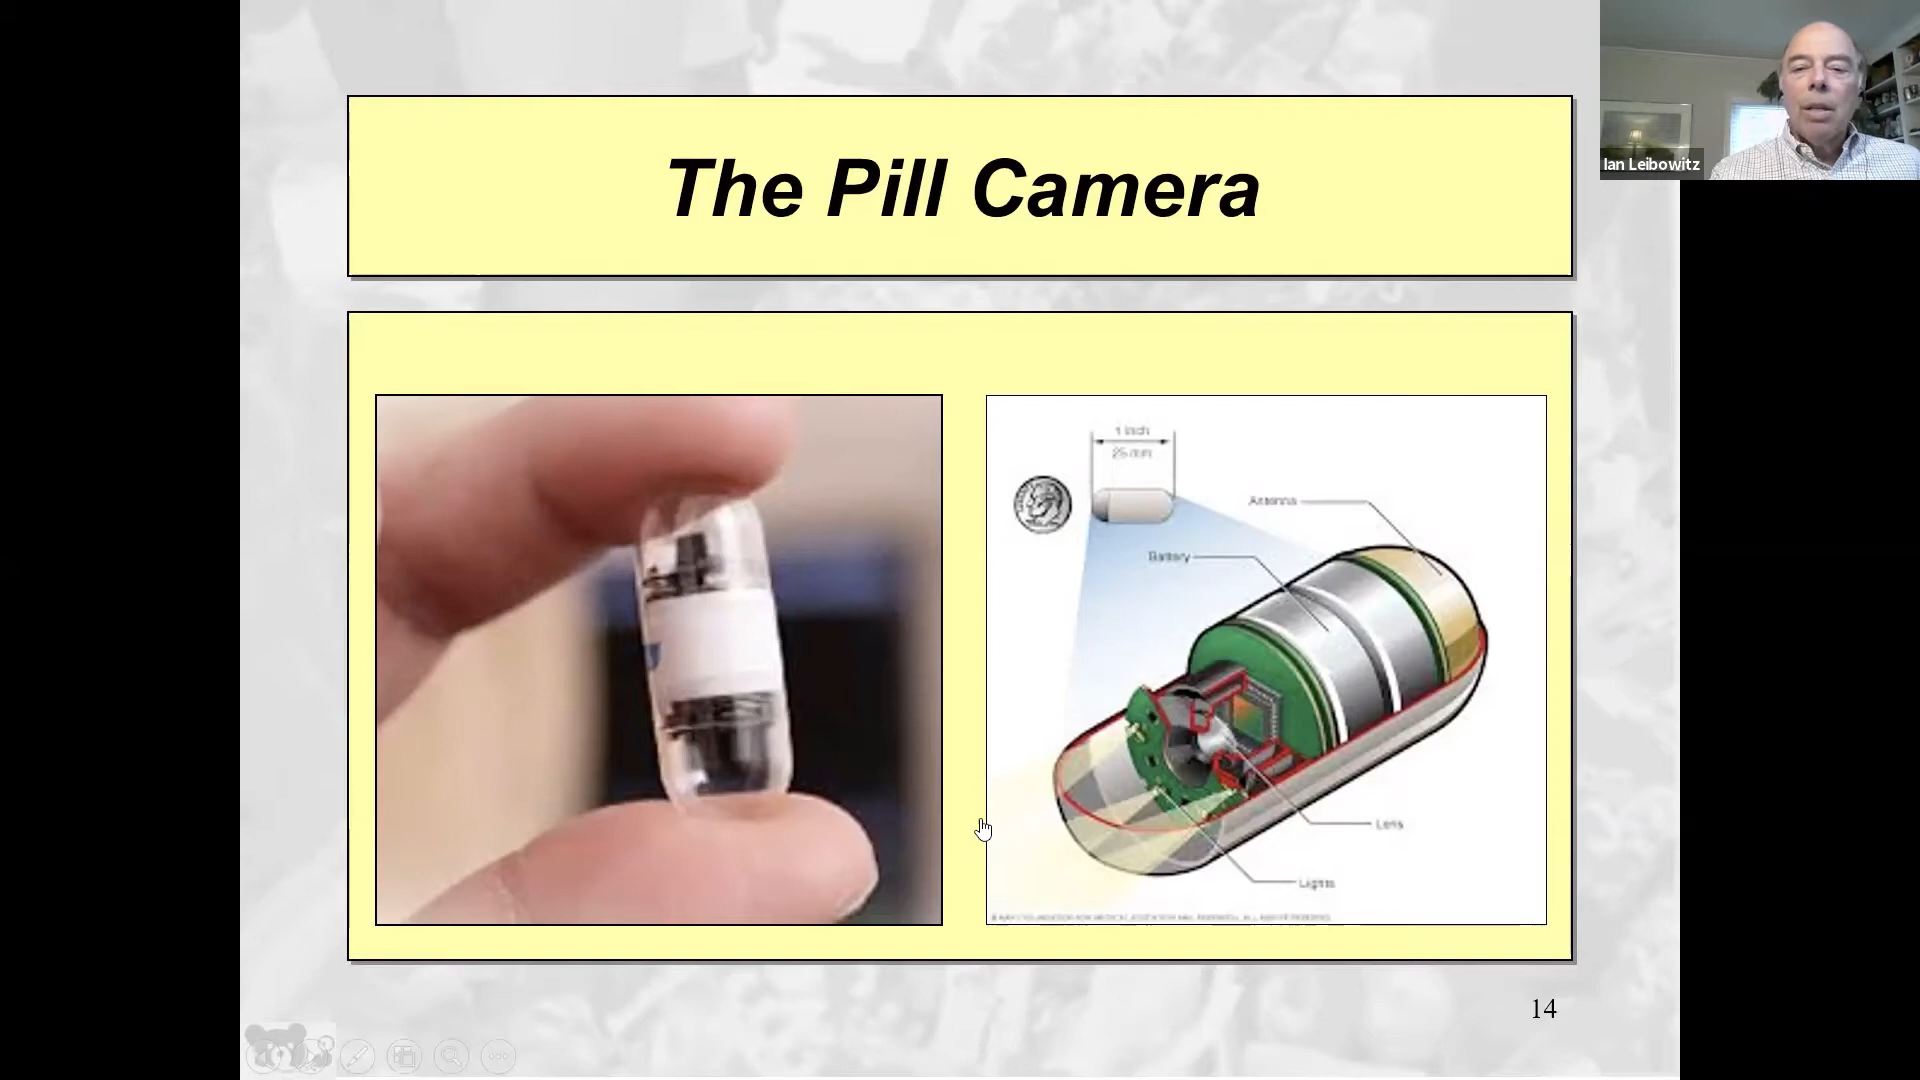 The Pill Camera
Ian Leibowitz
1 inch
25 mm
Antenna
Battery
Lens
Lights
14